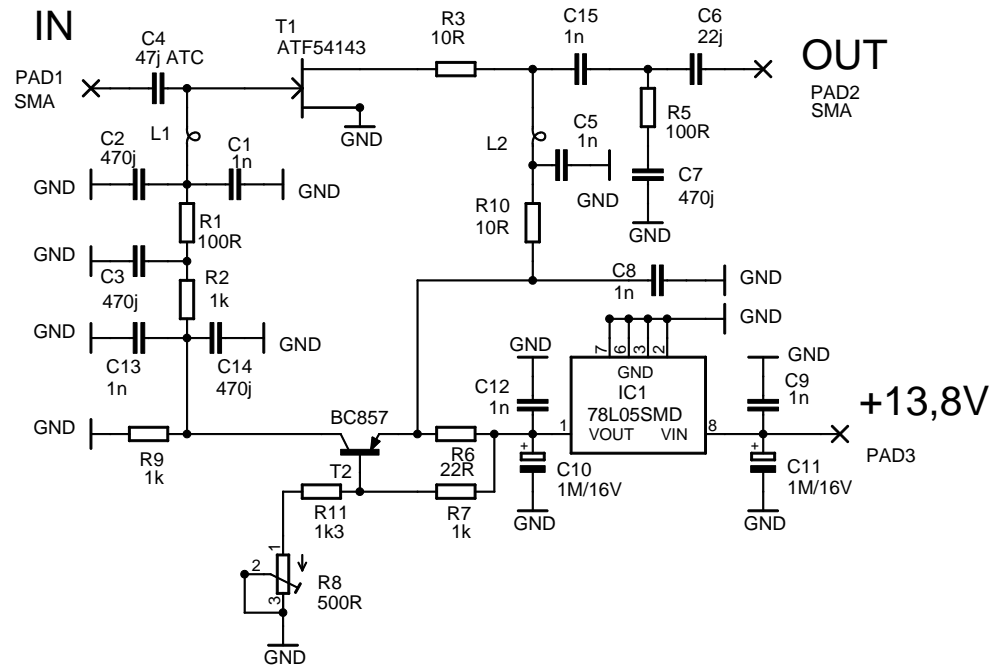 IN
C4
47j ATC
PAD1
SMA
T1
ATF54143
GND
R3
10R
C15
1n
C6
22j
OUT
PAD2
SMA
L1
C2
470j
C1
1n
GND
GND
L2
C5
1n
GND
R5
100R
C7
470j
GND
R1
100R
R10
10R
GND
C3
470j
R2
1k
C8
1n
GND
GND
GND
C13
1n
C14
470j
GND
7
6
3
2
GND
IC1
78L05SMD
VOUT
VIN
1
8
GND
C12
1n
GND
C9
1n
+13,8V
PAD3
GND
R9
1k
BC857
T2
R6
22R
+
C10
1M/16V
GND
+
C11
1M/16V
GND
R11
1k3
R7
1k
1
2
3
R8
500R
GND